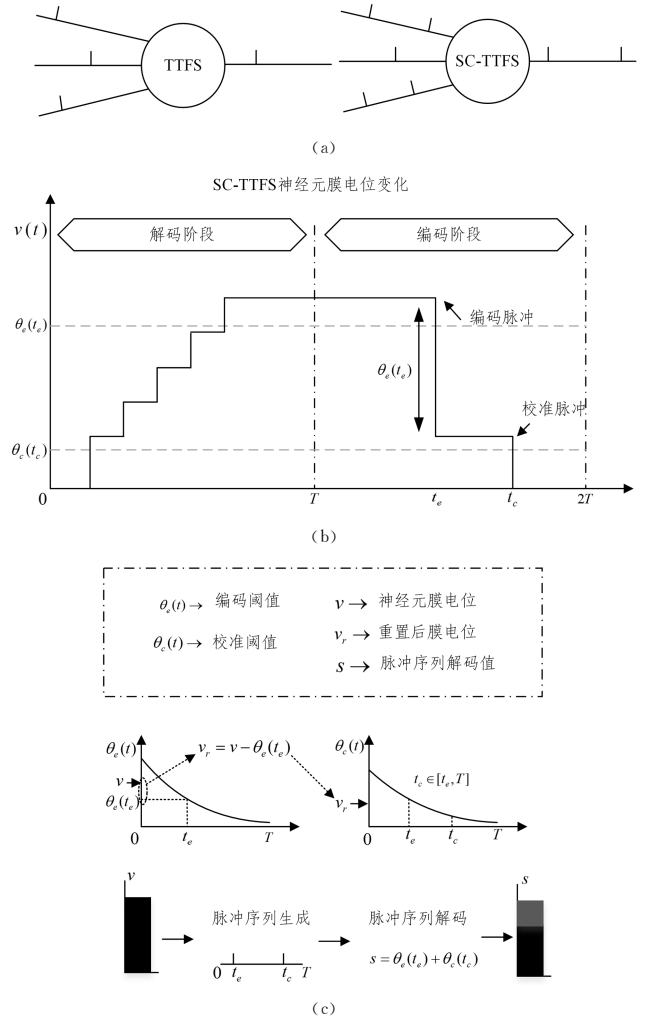 TTFS
SC-TTFS
（a）
SC-TTFS神经元膜电位变化
v(t)
解码阶段
编码阶段
θe(te)
编码脉冲
θe(te)
校准脉冲
θc(tc)
0
T
te
tc
2T
（b）
θe(t)→ 编码阈值
v→ 神经元膜电位
θc(t)→ 校准阈值
vr→ 重置后膜电位
s→ 脉冲序列解码值
θe(t)
vr = v−θe(te)
θc(t)
v
tc∈[te,T]
θe(te)
vr
0
te
T
0
te
tc
T
v
s
脉冲序列生成
脉冲序列解码
0 te tc T
s=θe(te)+θc(tc)
（c）